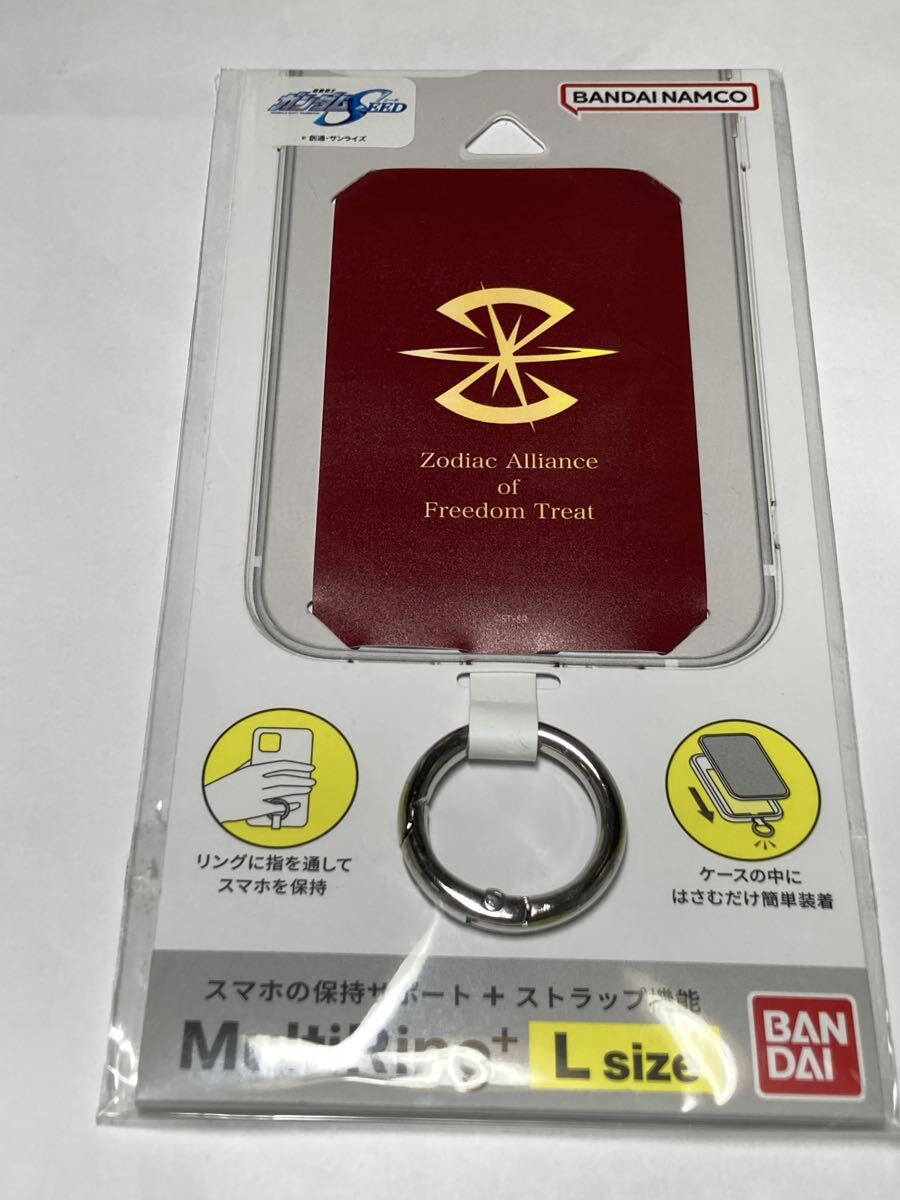 機動戦士
ガンダムSEED
© 創通・サンライズ
BANDAI NAMCO
Zodiac Alliance
of
Freedom Treat
©ST・SR
リングに指を通して
スマホを保持
ケースの中に
はさむだけ簡単装着
スマホの保持サポート + ストラップ機能
MultiRing+ L size
BAN
DAI